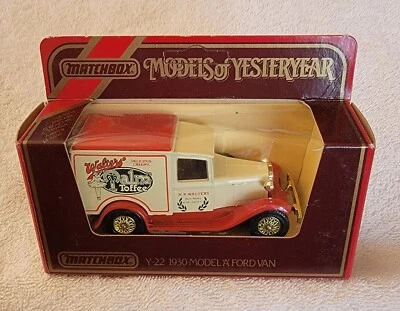 MATCHBOX
MODELS of YESTERYEAR
Walters'
Palm
Toffee
MATCHBOX
Y-22 1930 MODEL 'A' FORD VAN